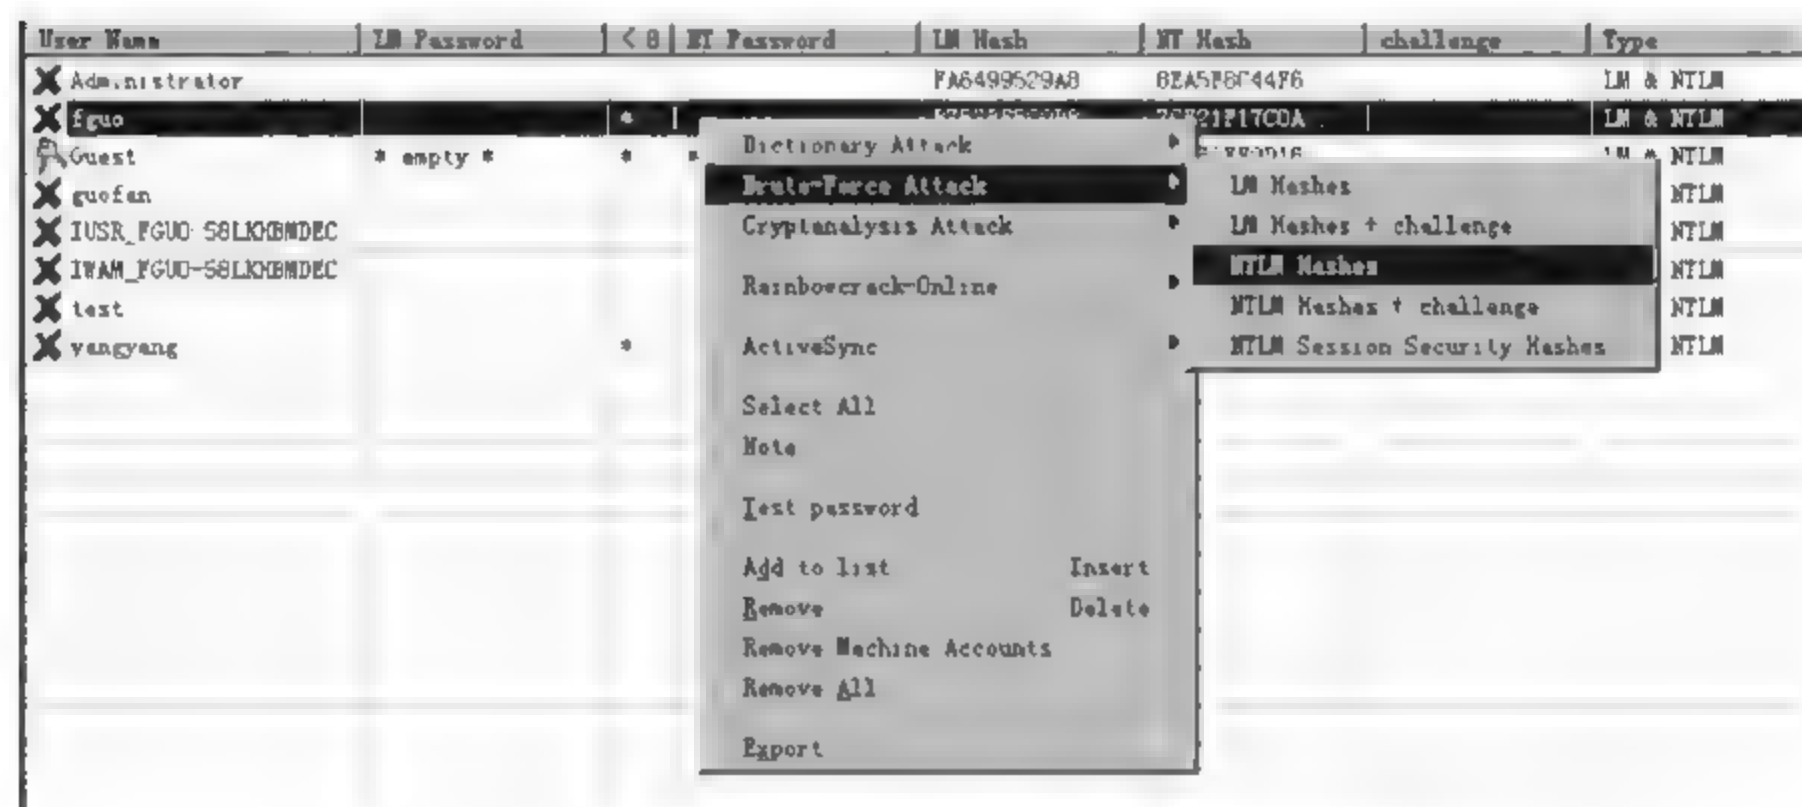 User Name LM Password < 8 NT Password LM Hash NT Hash challenge Type
Administrator FA6499529A8 8EA5F8C44F6 LM & NTLM
fguo * LM & NTLM
Guest * empty * * * LM & NTLM
guofan NTLM
IUSR_FGUO-58LKHBMDEC NTLM
IWAM_FGUO-58LKHBMDEC NTLM
test NTLM
yangyang * NTLM
Dictionary Attack
Brute-Force Attack
Cryptanalysis Attack
Rainbowcrack-Online
ActiveSync
Select All
Note
Test password
Add to list Insert
Remove Delete
Remove Machine Accounts
Remove All
Export
LM Hashes
LM Hashes + challenge
NTLM Hashes
NTLM Hashes + challenge
NTLM Session Security Hashes